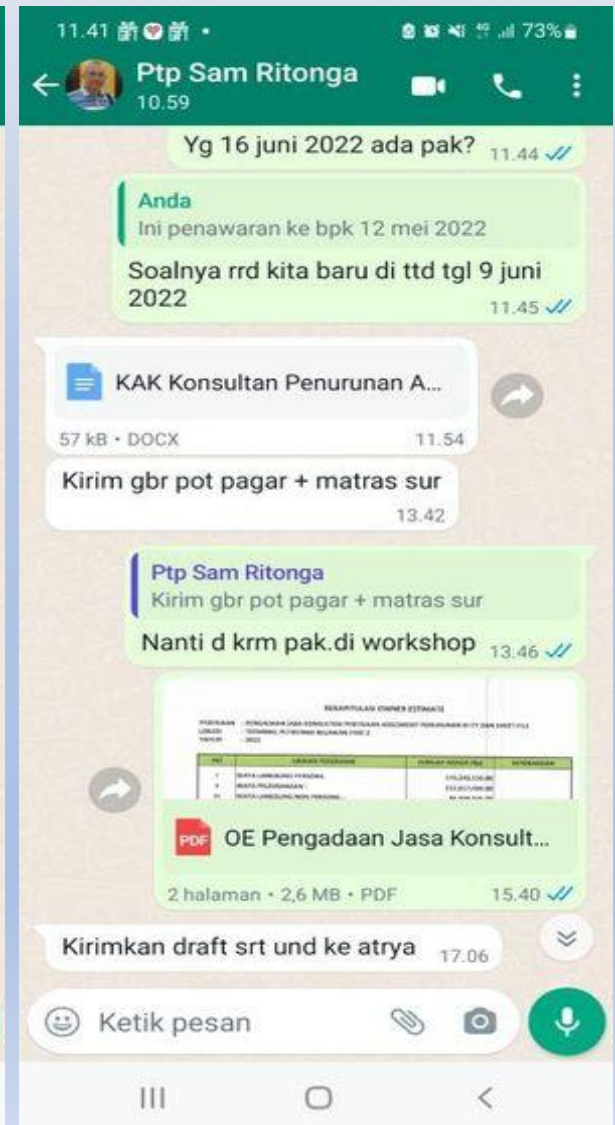 11.41
73%
Ptp Sam Ritonga
10.59
Yg 16 juni 2022 ada pak? 11.44
Anda
Ini penawaran ke bpk 12 mei 2022
Soalnya rrd kita baru di ttd tgl 9 juni
2022
11.45
KAK Konsultan Penurunan A...
57 kB • DOCX 11.54
Kirim gbr pot pagar + matras sur
13.42
Ptp Sam Ritonga
Kirim gbr pot pagar + matras sur
Nanti d krm pak.di workshop 13.46
REKAPITULASI OWNER ESTIMATE
PDF OE Pengadaan Jasa Konsult...
2 halaman • 2,6 MB • PDF 15.40
Kirimkan draft srt und ke atrya 17.06
Ketik pesan